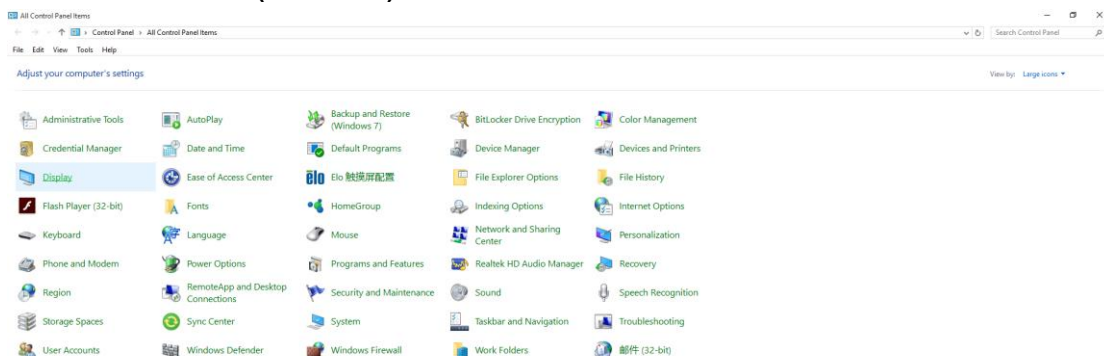 All Control Panel Items
Control Panel > All Control Panel Items
Search Control Panel
File Edit View Tools Help
Adjust your computer's settings
View by: Large icons
Administrative Tools
AutoPlay
Backup and Restore
(Windows 7)
BitLocker Drive Encryption
Color Management
Credential Manager
Date and Time
Default Programs
Device Manager
Devices and Printers
Display
Ease of Access Center
elo
Elo 触摸屏配置
File Explorer Options
File History
Flash Player (32-bit)
Fonts
HomeGroup
Indexing Options
Internet Options
Keyboard
Language
Mouse
Network and Sharing
Center
Personalization
Phone and Modem
Power Options
Programs and Features
Realtek HD Audio Manager
Recovery
Region
RemoteApp and Desktop
Connections
Security and Maintenance
Sound
Speech Recognition
Storage Spaces
Sync Center
System
Taskbar and Navigation
Troubleshooting
User Accounts
Windows Defender
Windows Firewall
Work Folders
邮件 (32-bit)